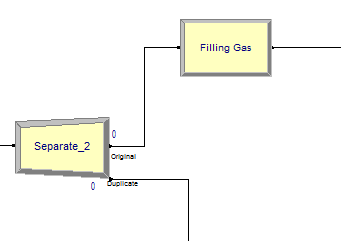 Filling Gas
0
Separate_2
Original
0
Duplicate